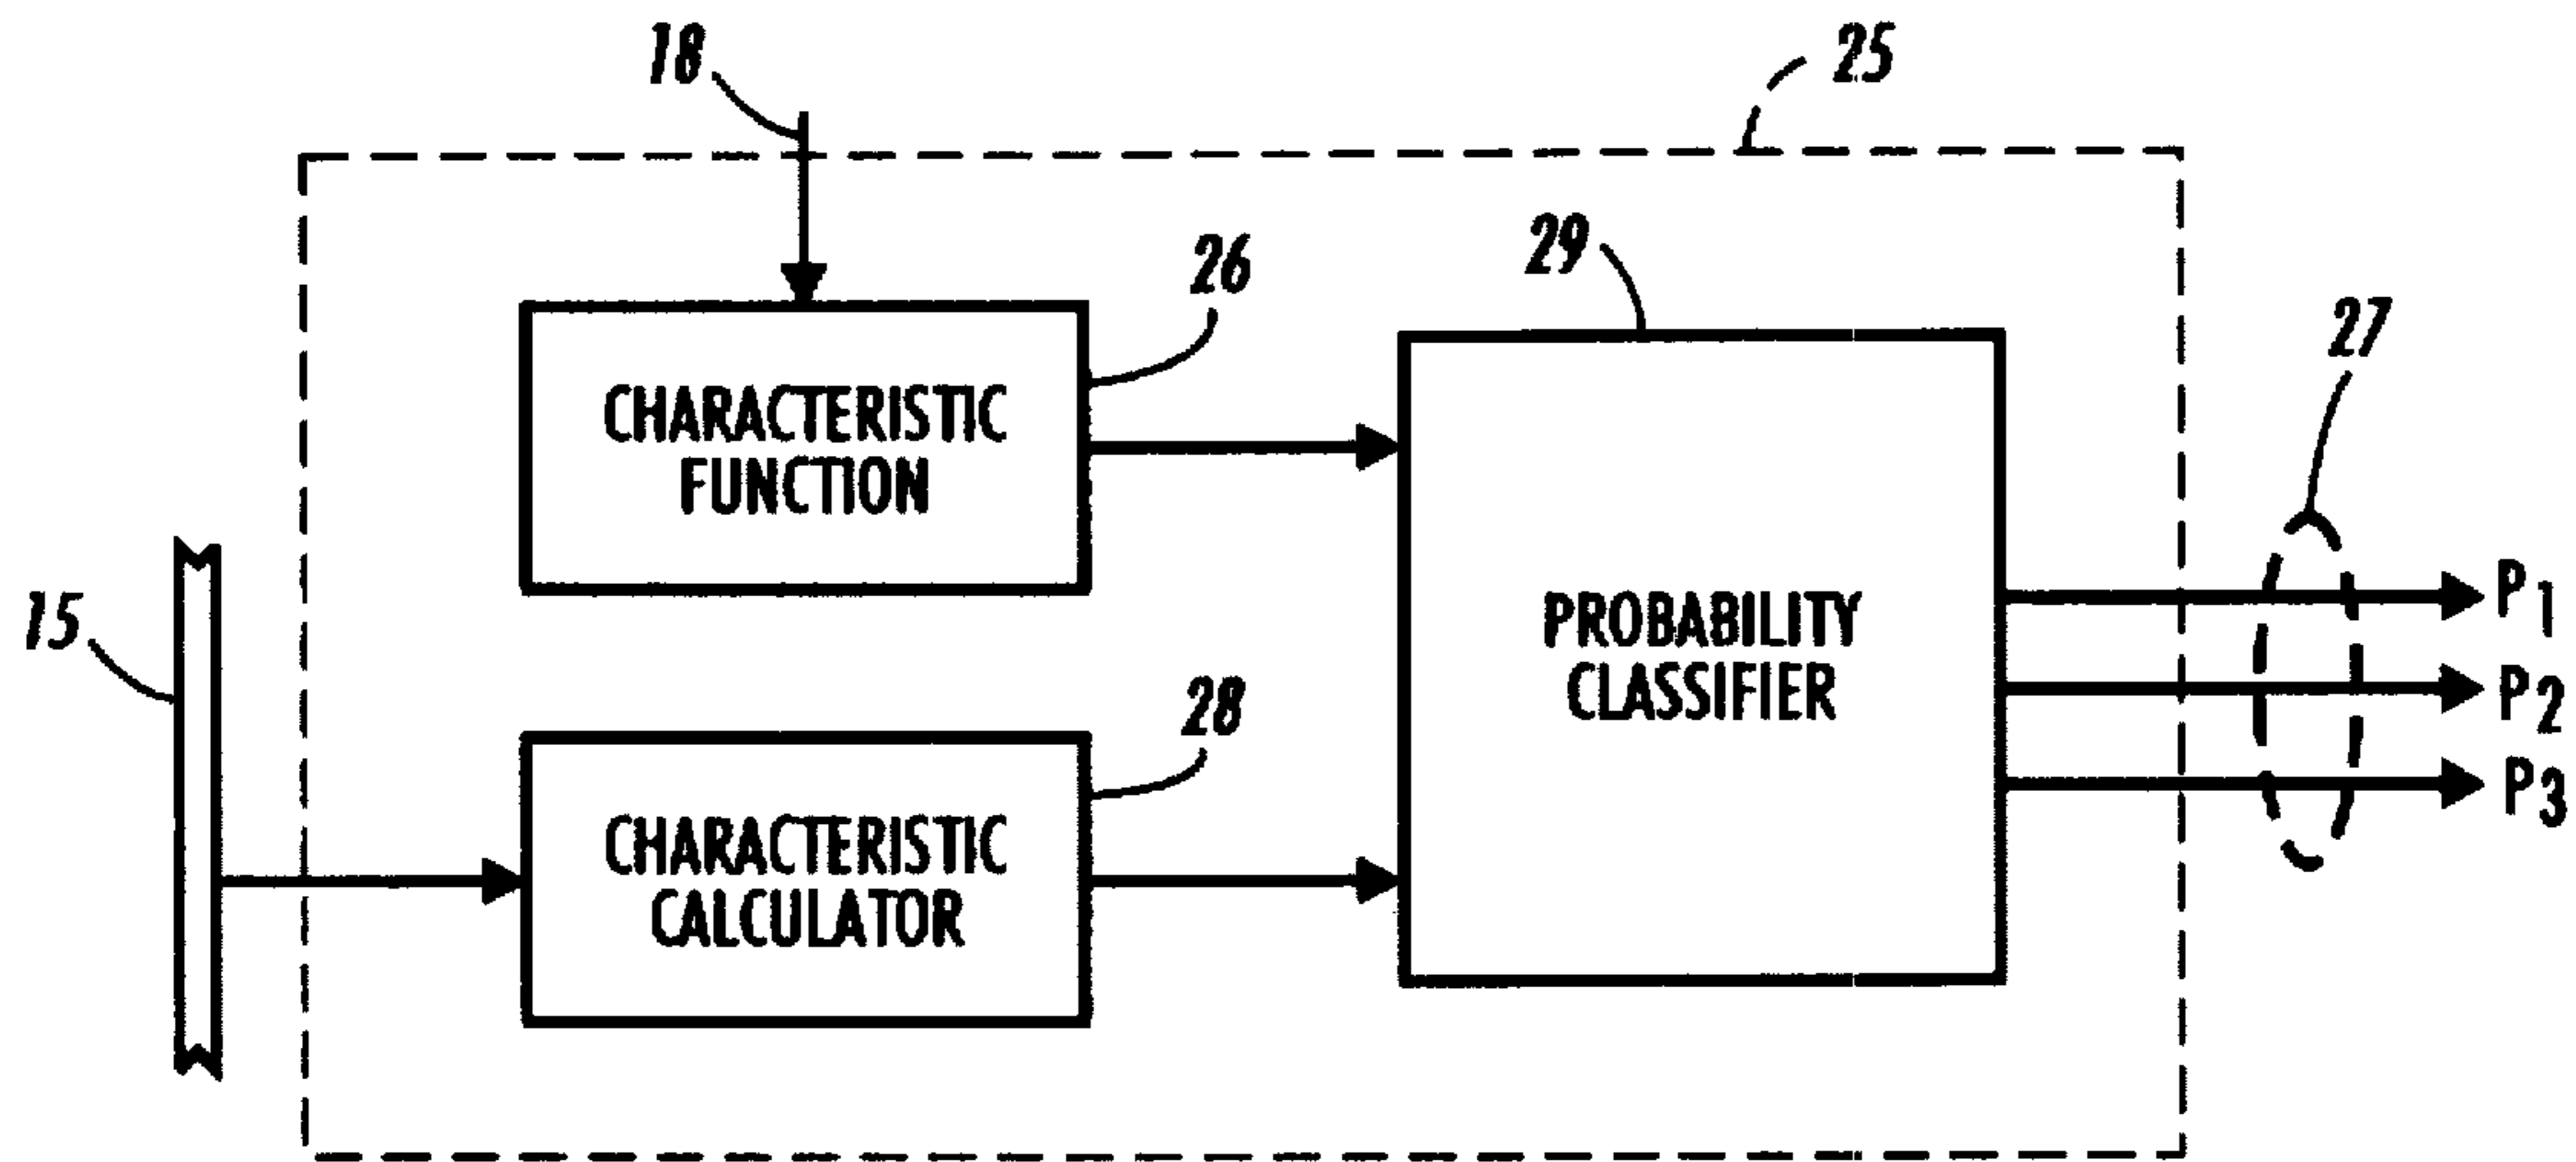 18
25
26
29
27
CHARACTERISTIC
FUNCTION
15
PROBABILITY
CLASSIFIER
P1
P2
P3
28
CHARACTERISTIC
CALCULATOR